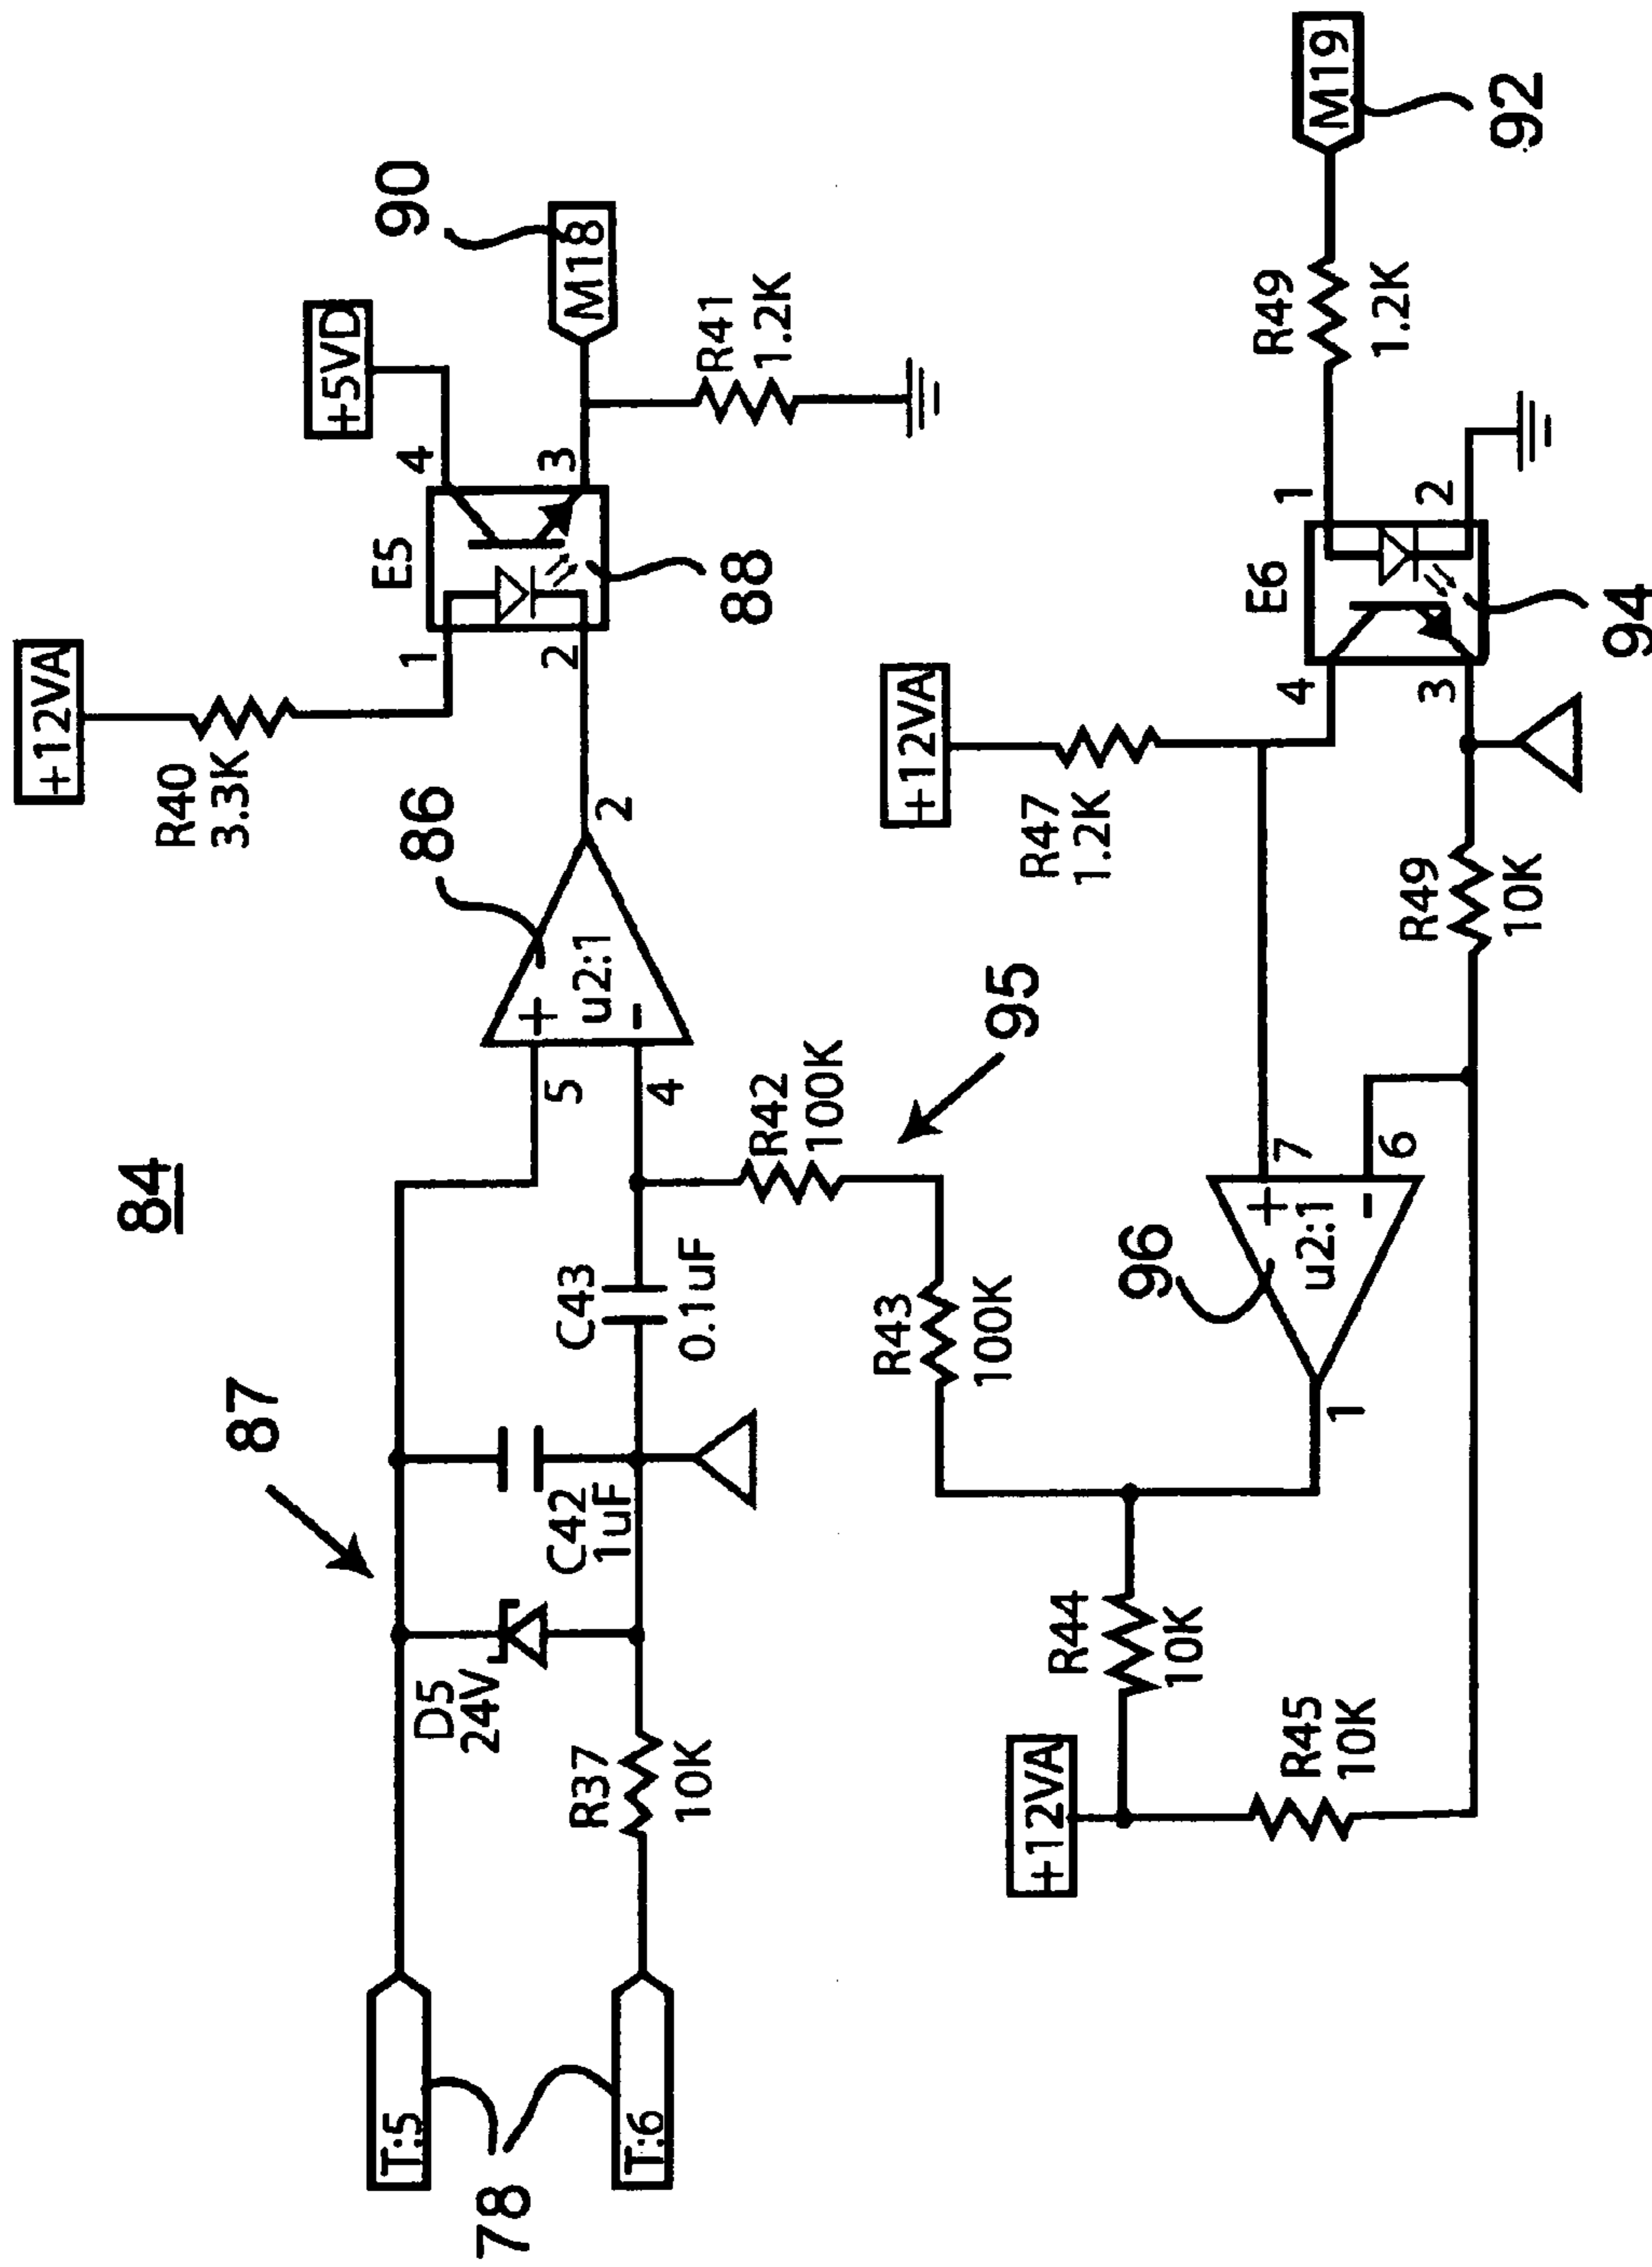 84
87
+12VA
R40
3.3K
E5
1
2
4
3
+5VD
90
M18
R41
1.2K
88
86
u2:1
+
-
5
4
2
T:5
T:6
78
D5
24V
R37
10K
C42
1uF
C43
0.1uF
R42
100K
95
R43
100K
96
u2:1
+
-
7
6
1
+12VA
R44
10K
R45
10K
+12VA
R47
1.2K
R49
10K
E6
4
3
1
2
94
R49
1.2K
M19
92